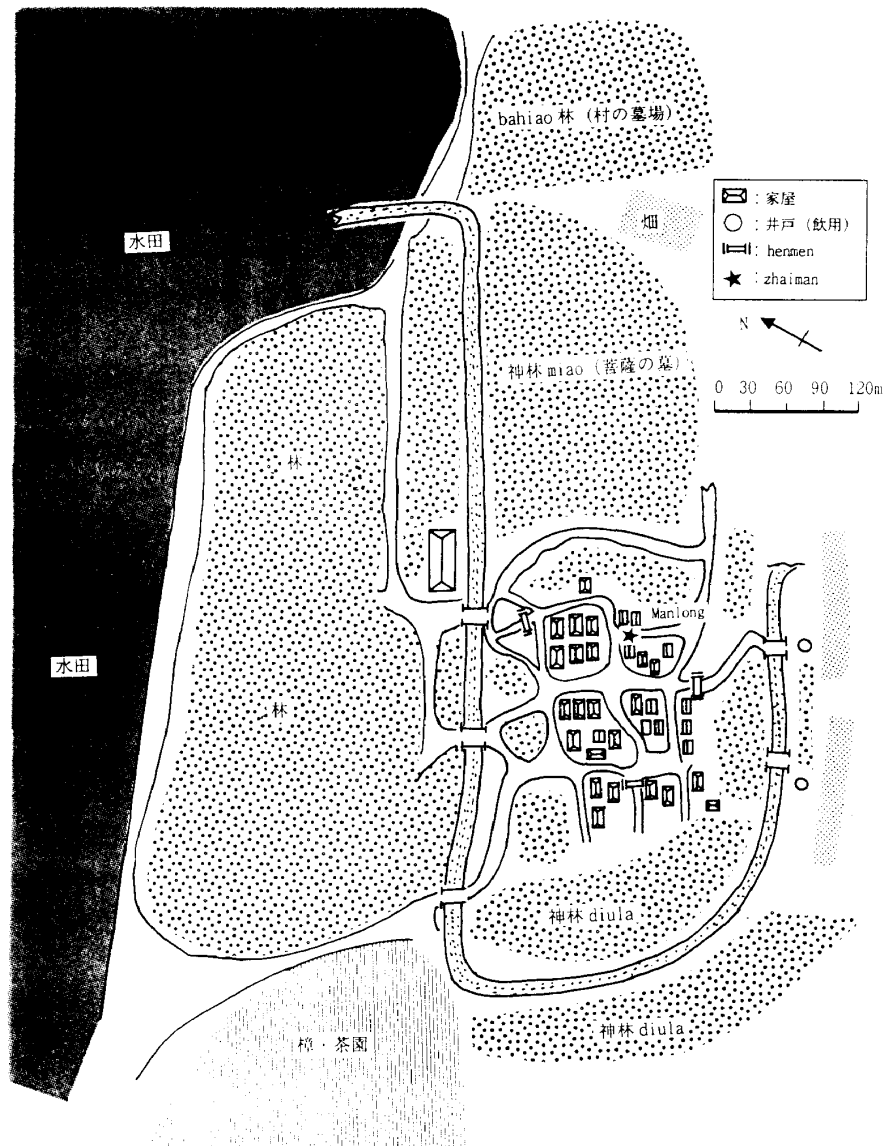 bahiao 林 (村の墓場)
：家屋
：井戸 (飲用)
：henmen
：zhaiman
水田
畑
N
神林 miao (菩薩の墓)
0 30 60 90 120m
林
Manlong
水田
林
神林 diula
神林 diula
樟・茶園